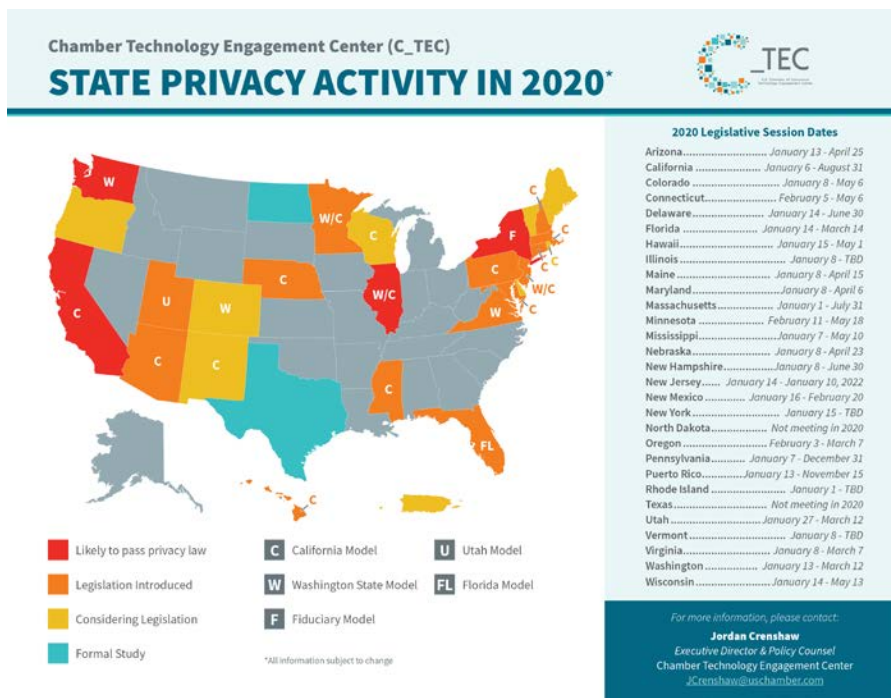 Chamber Technology Engagement Center (C_TEC)
STATE PRIVACY ACTIVITY IN 2020*
C_TEC
W
W/C
C
F
C
C
C
C
C
C
C
C
W/C
W
C
W/C
C
U
W
C
C
C
C
FL
C
Likely to pass privacy law
Legislation Introduced
Considering Legislation
Formal Study
C California Model
W Washington State Model
F Fiduciary Model
U Utah Model
FL Florida Model
*All information subject to change
2020 Legislative Session Dates
Arizona.......................... January 13 - April 25
California .................... January 6 - August 31
Colorado ........................... January 8 - May 6
Connecticut.................... February 5 - May 6
Delaware .................... January 14 - June 30
Florida ........................ January 14 - March 14
Hawaii............................. January 15 - May 1
Illinois ............................... January 8 - TBD
Maine ............................ January 8 - April 15
Maryland ...........................January 8 - April 6
Massachusetts ................ January 1 - July 31
Minnesota .................... February 11 - May 18
Mississippi ........................January 7 - May 10
Nebraska........................ January 8 - April 23
New Hampshire...............January 8 - June 30
New Jersey...... January 14 - January 10, 2022
New Mexico ............ January 16 - February 20
New York ........................... January 15 - TBD
North Dakota................. Not meeting in 2020
Oregon .......................... February 3 - March 7
Pennsylvania ........... January 7 - December 31
Puerto Rico............January 13 - November 15
Rhode Island ....................... January 1 - TBD
Texas ............................. Not meeting in 2020
Utah ........................... January 27 - March 12
Vermont .............................. January 8 - TBD
Virginia .......................... January 8 - March 7
Washington ................ January 13 - March 12
Wisconsin ....................... January 14 - May 13
For more information, please contact:
Jordan Crenshaw
Executive Director & Policy Counsel
Chamber Technology Engagement Center
JCrenshaw@uschamber.com